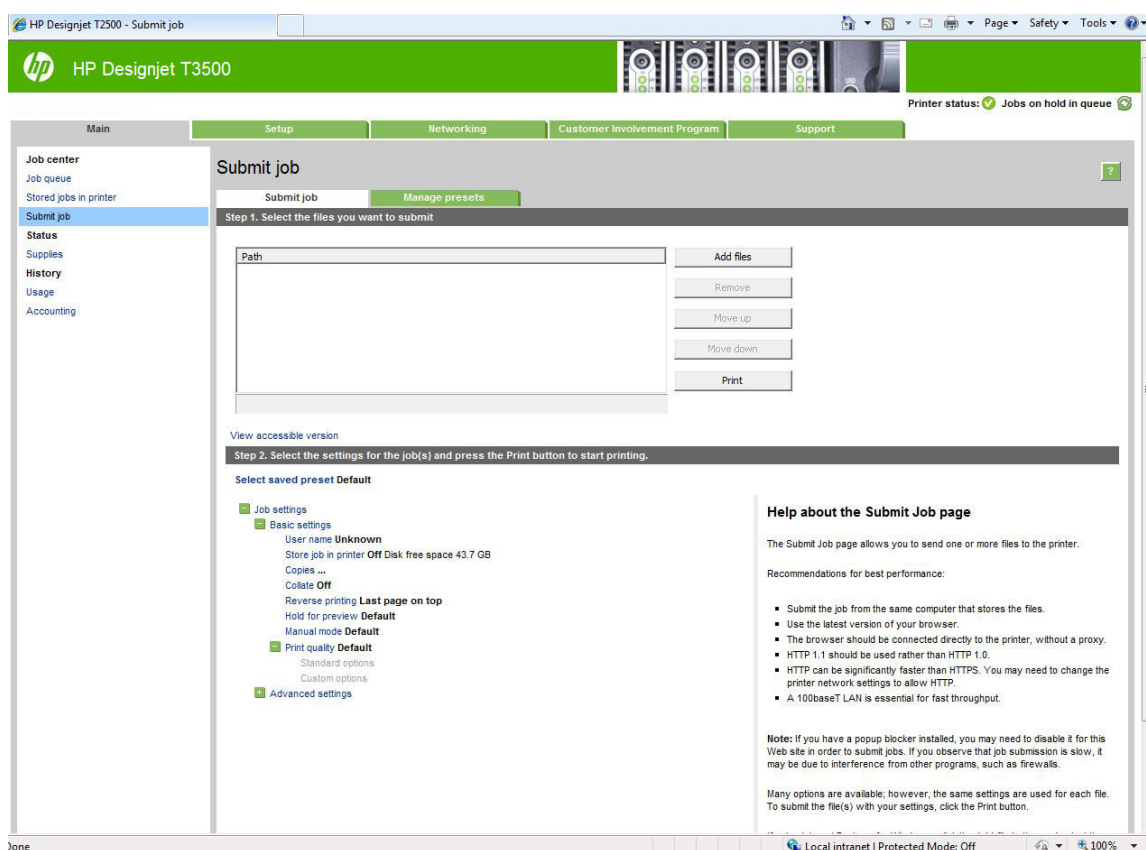 HP Designjet T2500 - Submit job
Page Safety Tools
hp HP Designjet T3500
Printer status: Jobs on hold in queue
Main Setup Networking Customer Involvement Program Support
Job center
Job queue
Stored jobs in printer
Submit job
Status
Supplies
History
Usage
Accounting
Submit job
?
Submit job Manage presets
Step 1. Select the files you want to submit
Path
Add files
Remove
Move up
Move down
Print
View accessible version
Step 2. Select the settings for the job(s) and press the Print button to start printing.
Select saved preset Default
Job settings
Basic settings
User name Unknown
Store job in printer Off Disk free space 43.7 GB
Copies ...
Collate Off
Reverse printing Last page on top
Hold for preview Default
Manual mode Default
Print quality Default
Standard options
Custom options
Advanced settings
Help about the Submit Job page
The Submit Job page allows you to send one or more files to the printer.
Recommendations for best performance:
Submit the job from the same computer that stores the files.
Use the latest version of your browser.
The browser should be connected directly to the printer, without a proxy.
HTTP 1.1 should be used rather than HTTP 1.0.
HTTP can be significantly faster than HTTPS. You may need to change the
printer network settings to allow HTTP.
A 100baseT LAN is essential for fast throughput.
Note: If you have a popup blocker installed, you may need to disable it for this
Web site in order to submit jobs. If you observe that job submission is slow, it
may be due to interference from other programs, such as firewalls.
Many options are available; however, the same settings are used for each file.
To submit the file(s) with your settings, click the Print button.
Local intranet | Protected Mode: Off 100%